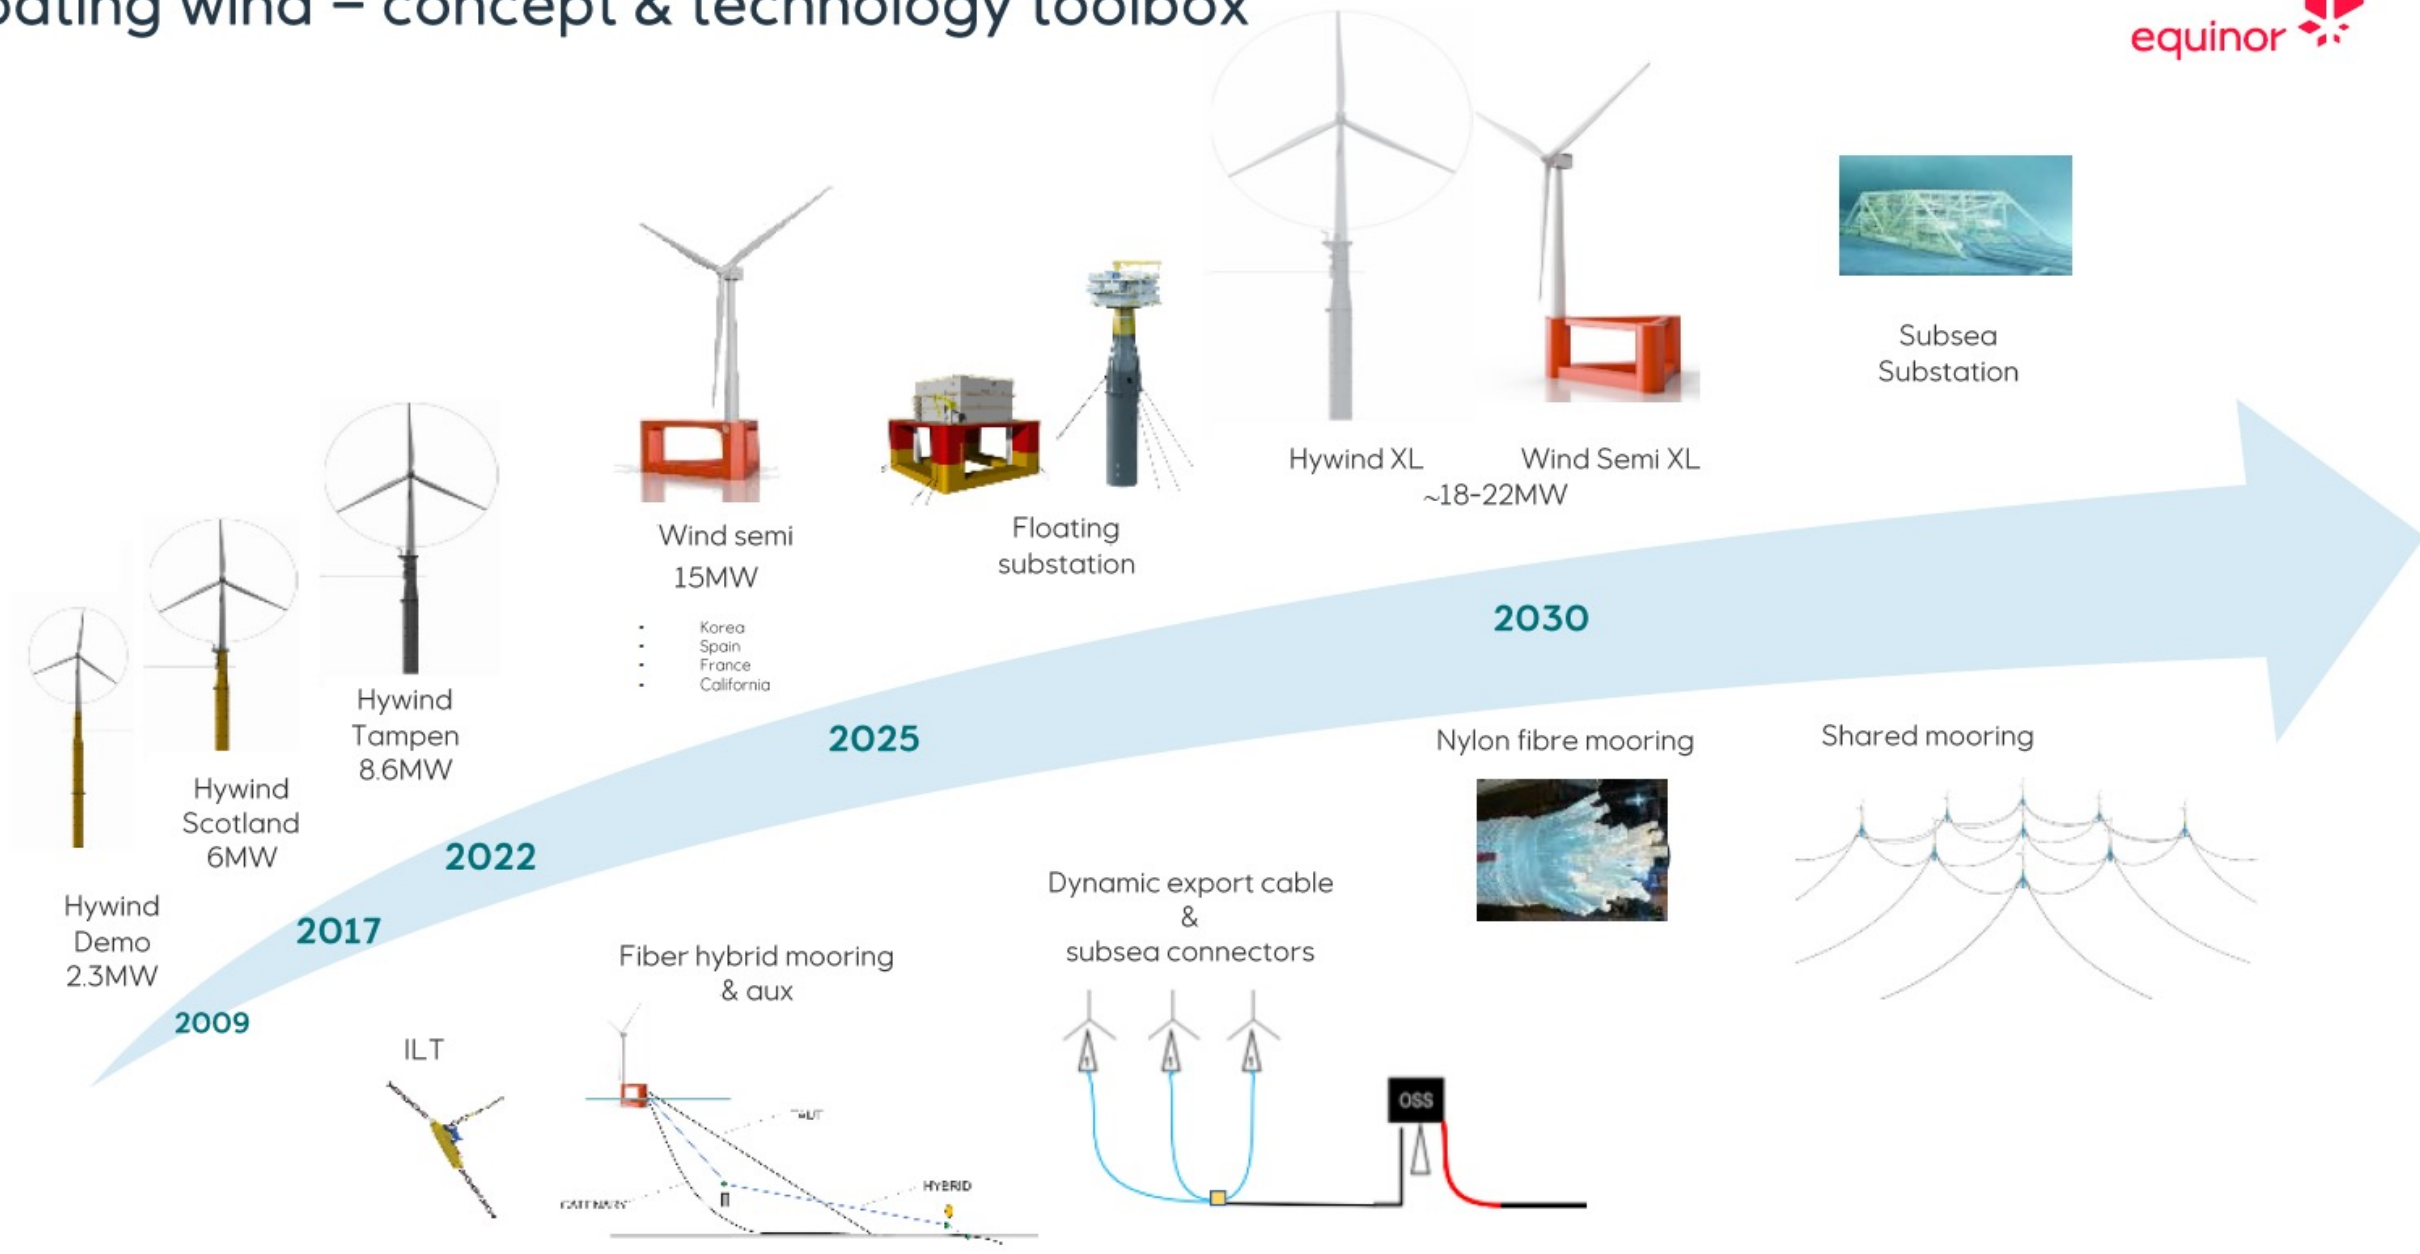 oating wind – concept & technology toolbox
equinor
Subsea
Substation
Hywind XL
Wind Semi XL
~18-22MW
Wind semi
15MW
Floating
substation
Korea
Spain
France
California
2030
Hywind
Tampen
8.6MW
2025
Nylon fibre mooring
Shared mooring
Hywind
Scotland
6MW
2022
Dynamic export cable
&
subsea connectors
Hywind
Demo
2.3MW
2017
Fiber hybrid mooring
& aux
2009
ILT
OSS
HYBRID